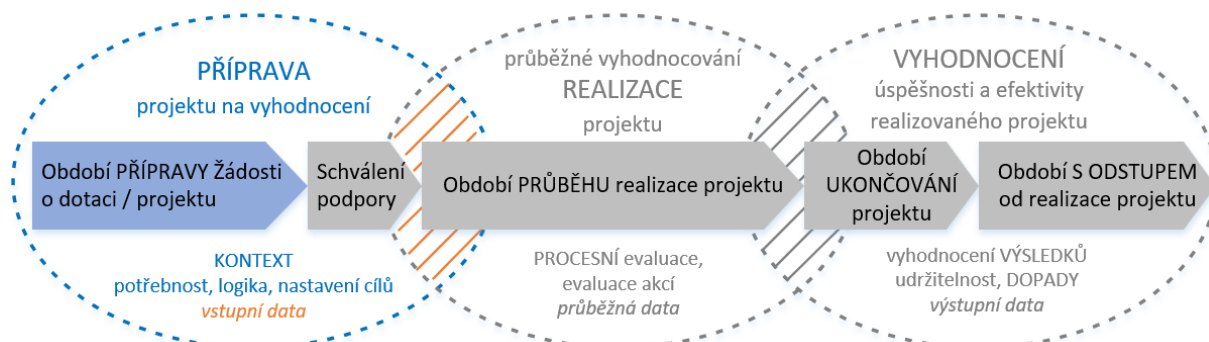 PŘÍPRAVA
projektu na vyhodnocení
průběžné vyhodnocování
REALIZACE
projektu
VYHODNOCENÍ
úspěšnosti a efektivity
realizovaného projektu
Období PŘÍPRAVY Žádosti
o dotaci / projektu
Schválení
podpory
Období PRŮBĚHU realizace projektu
Období
UKONČOVÁNÍ
projektu
Období S ODSTUPEM
od realizace projektu
KONTEXT
potřebnost, logika, nastavení cílů
vstupní data
PROCESNÍ evaluace,
evaluace akcí
průběžná data
vyhodnocení VÝSLEDKŮ
udržitelnost, DOPADY
výstupní data